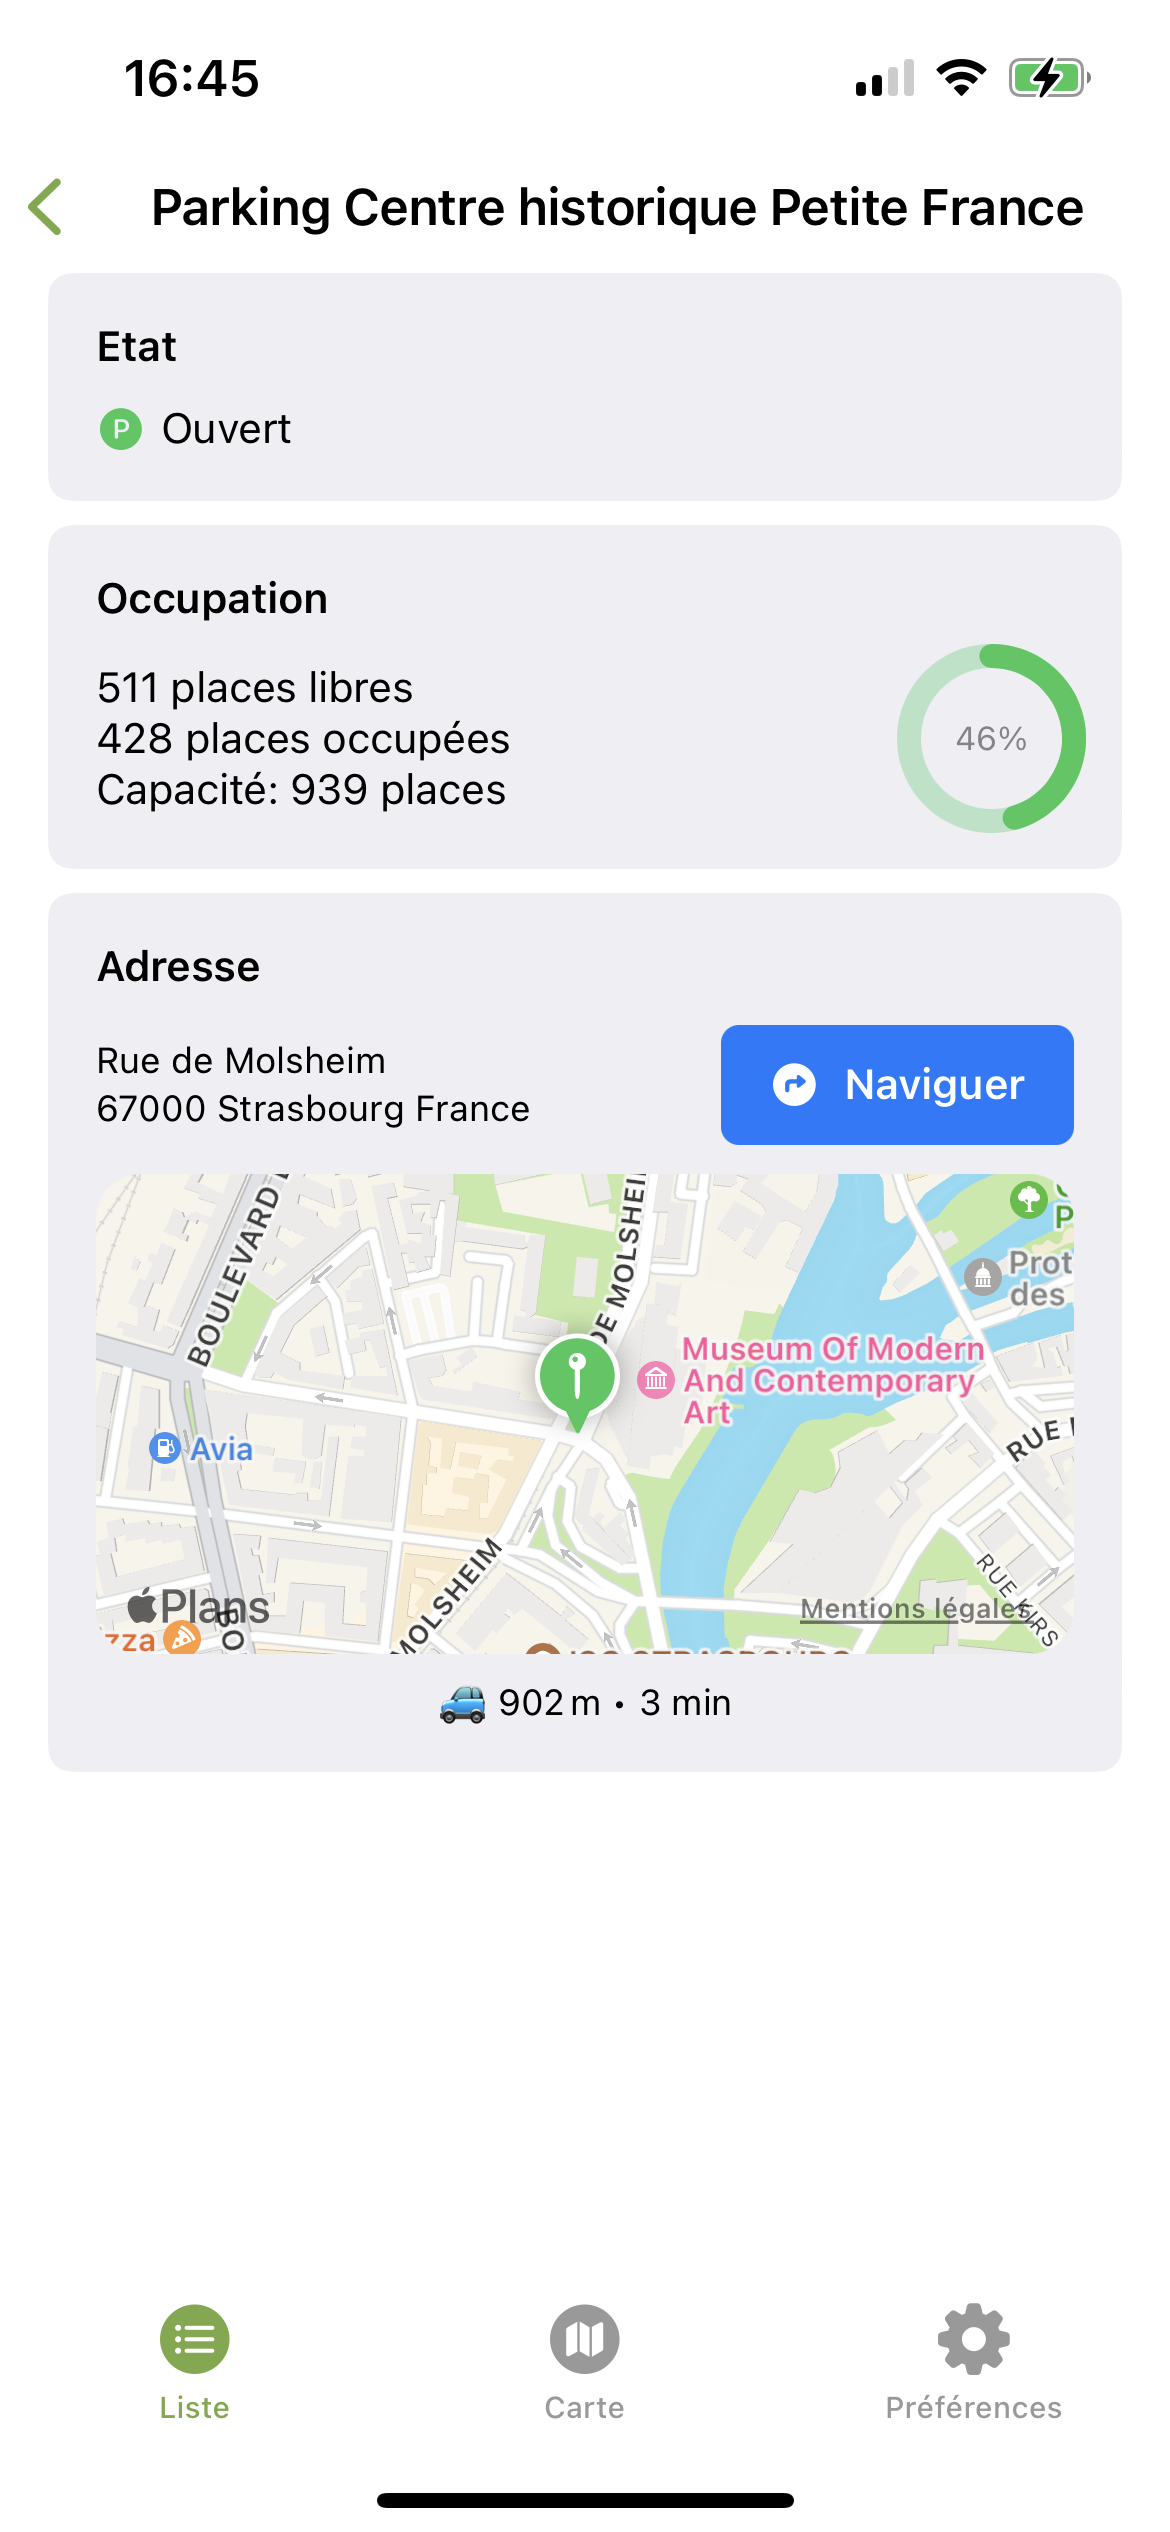 16:45
Parking Centre historique Petite France
Etat
P Ouvert
Occupation
511 places libres
428 places occupées
Capacité: 939 places
46%
Adresse
Rue de Molsheim
67000 Strasbourg France
Naviguer
BOULEVARD
DE MOLSHEI
P
Prot
des
Museum Of Modern
And Contemporary
Art
Avia
RUE
MOLSHEIM
RUE KIRS
Plans
BO
zza
Mentions légales
902 m • 3 min
Liste
Carte
Préférences